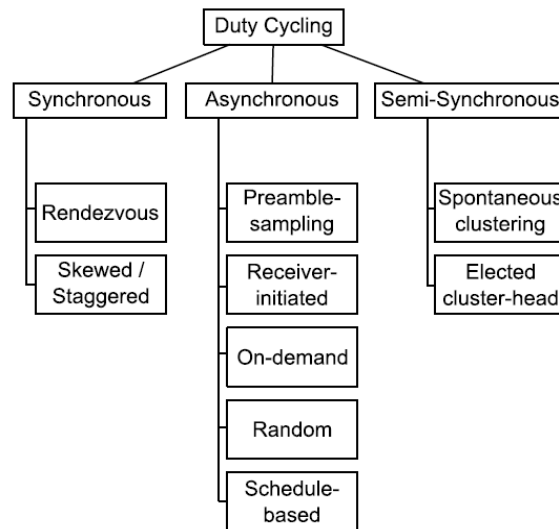 Duty Cycling
Synchronous
Asynchronous
Semi-Synchronous
Rendezvous
Skewed /
Staggered
Preamble-
sampling
Receiver-
initiated
On-demand
Random
Schedule-
based
Spontaneous
clustering
Elected
cluster-head